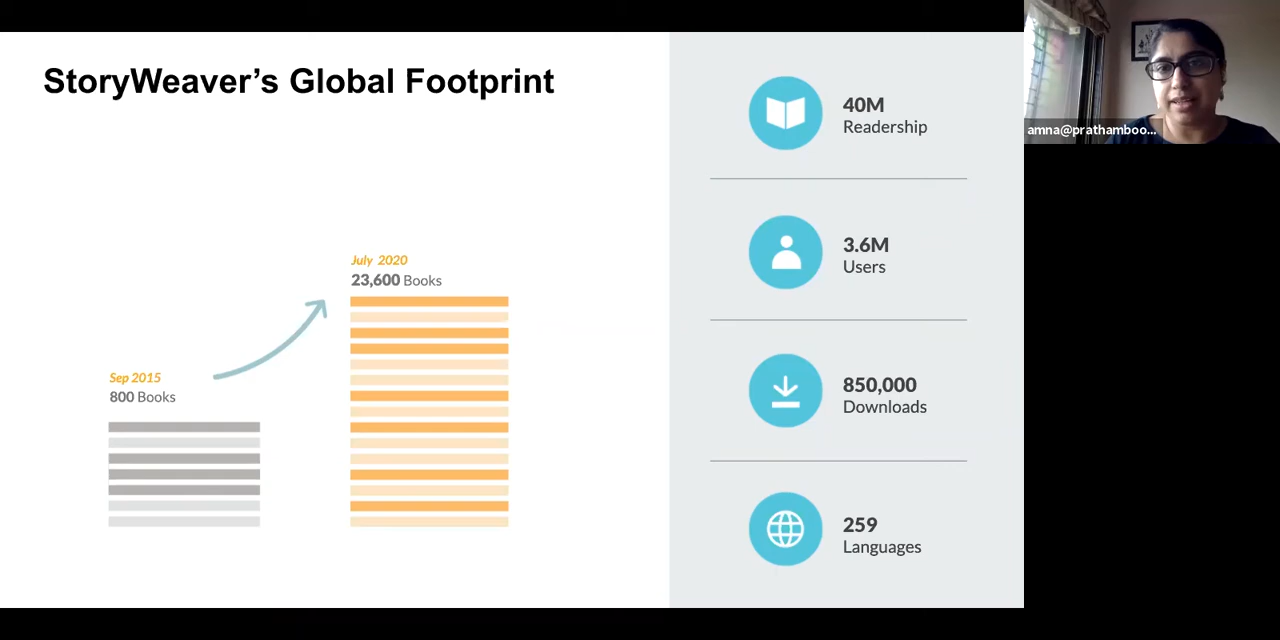 StoryWeaver's Global Footprint
40M
Readership
3.6M
Users
850,000
Downloads
259
Languages
July 2020
23,600 Books
Sep 2015
800 Books
amna@prathamboo...